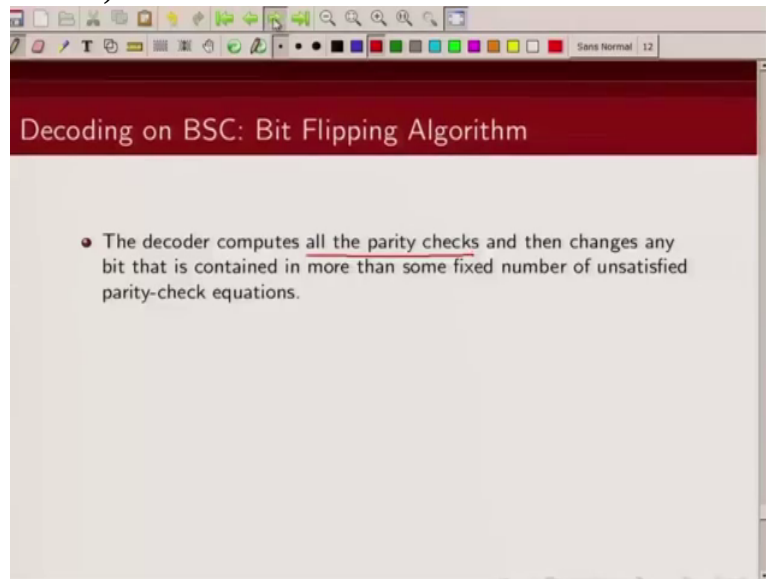 Sans Normal 12
Decoding on BSC: Bit Flipping Algorithm
The decoder computes all the parity checks and then changes any
bit that is contained in more than some fixed number of unsatisfied
parity-check equations.